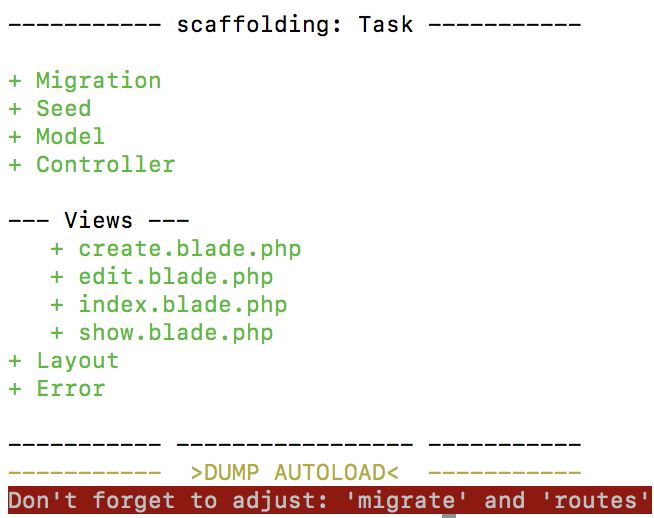 ----------- scaffolding: Task -----------
+ Migration
+ Seed
+ Model
+ Controller
--- Views ---
+ create.blade.php
+ edit.blade.php
+ index.blade.php
+ show.blade.php
+ Layout
+ Error
----------- ----------------- -----------
----------- >DUMP AUTOLOAD< -----------
Don't forget to adjust: 'migrate' and 'routes'